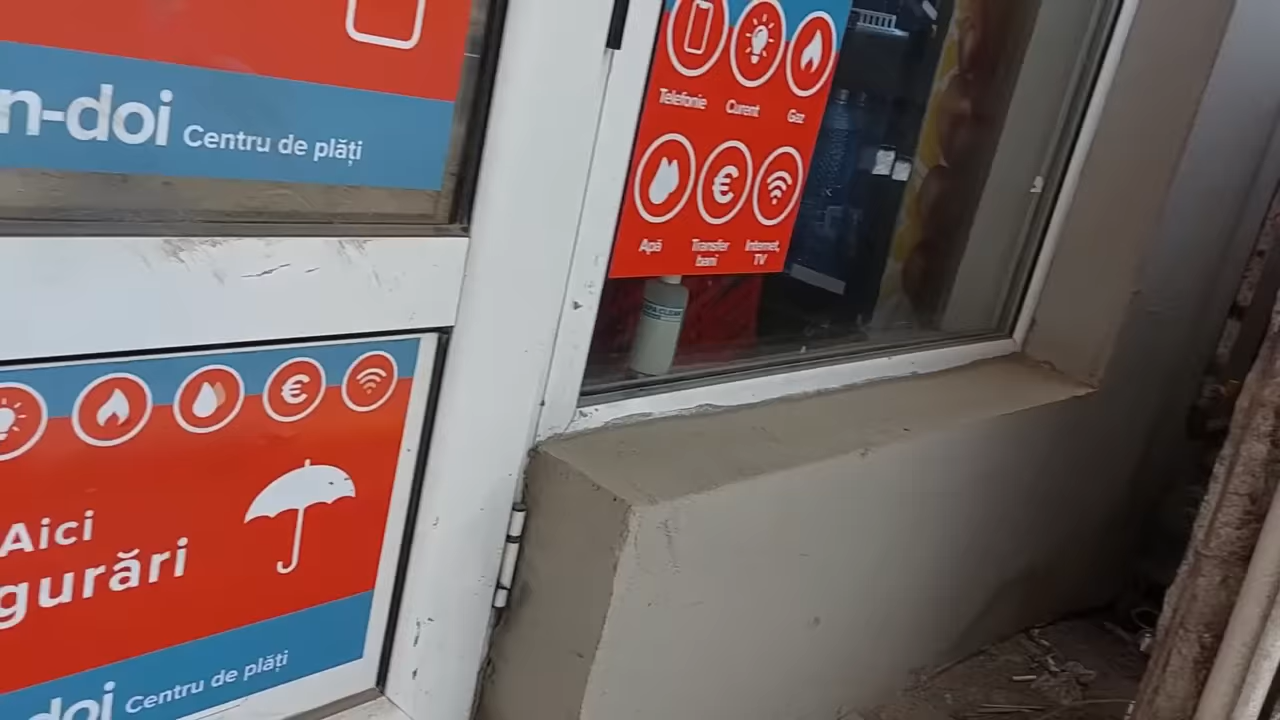 n-doi Centru de plăți
Telefonie Curent Gaz
Apă Transfer bani Internet, TV
Aici
gurări
doi Centru de plăți